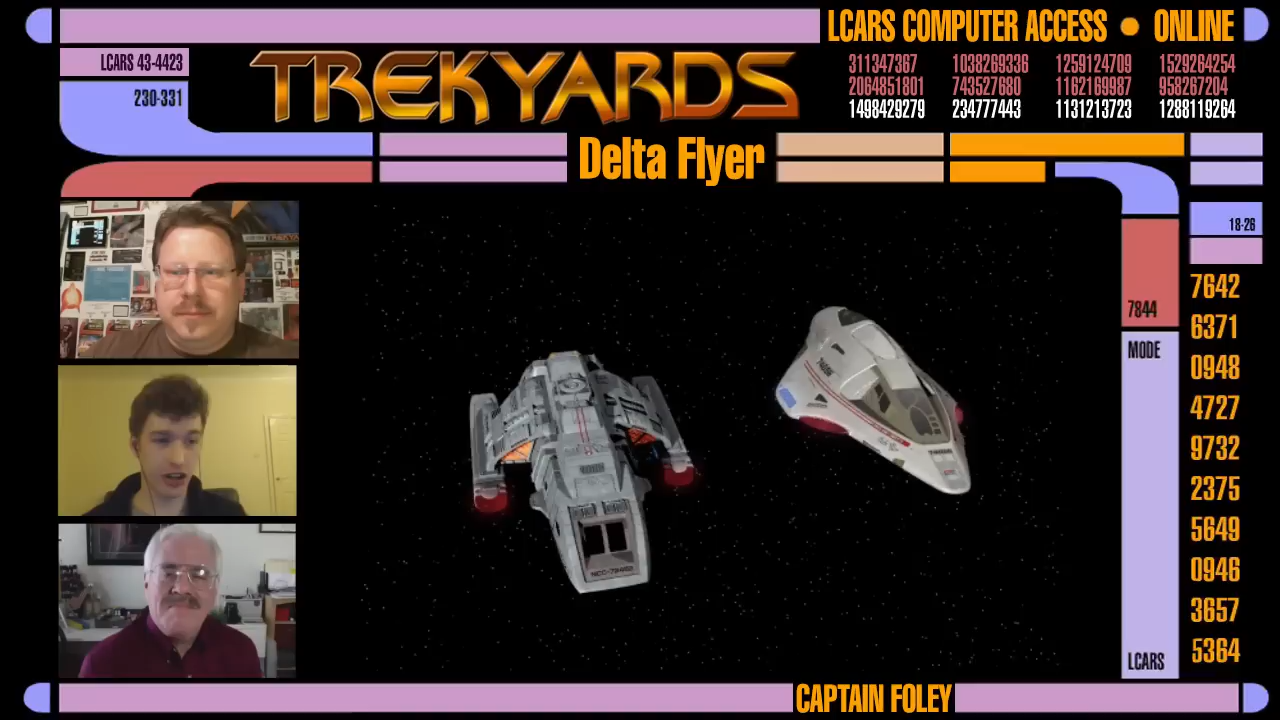 LCARS COMPUTER ACCESS • ONLINE
LCARS 43-4423
TREKYARDS
311347367 1038269336 1259124709 1529264254
2064851801 743527680 1162169987 958267204
1498429279 234777443 1131213723 1288119264
230-331
Delta Flyer
18-26
7642
7844
6371
MODE
0948
4727
9732
2375
5649
0946
3657
5364
LCARS
CAPTAIN FOLEY